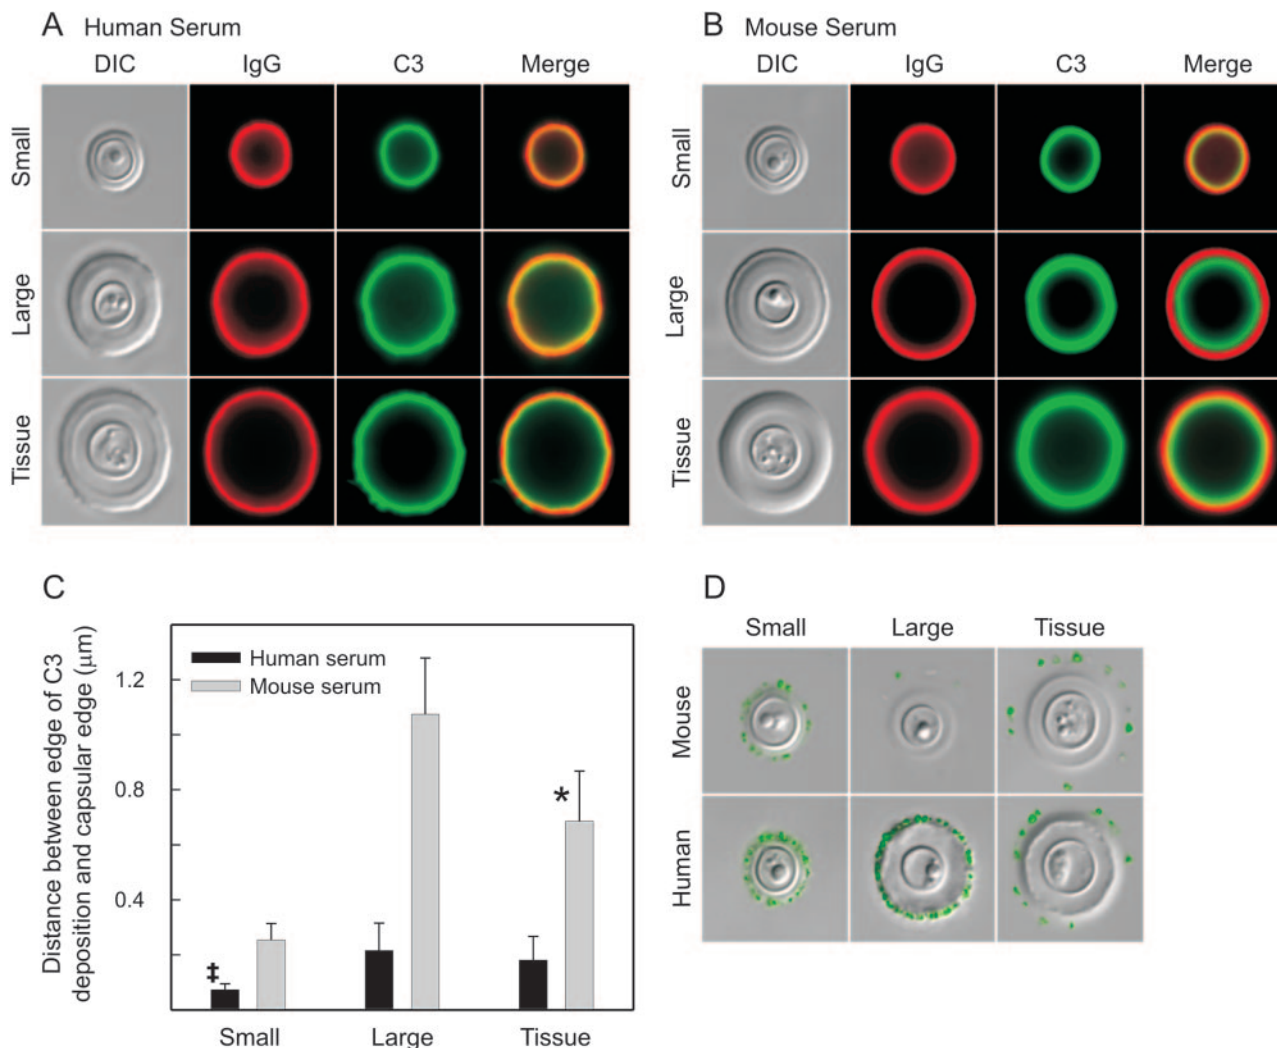 A Human Serum
DIC IgG C3 Merge
Small
Large
Tissue
B Mouse Serum
DIC IgG C3 Merge
Small
Large
Tissue
C
Distance between edge of C3
deposition and capsular edge (μm)
1.2
0.8
0.4
Human serum
Mouse serum
‡
*
Small Large Tissue
D
Small Large Tissue
Mouse
Human